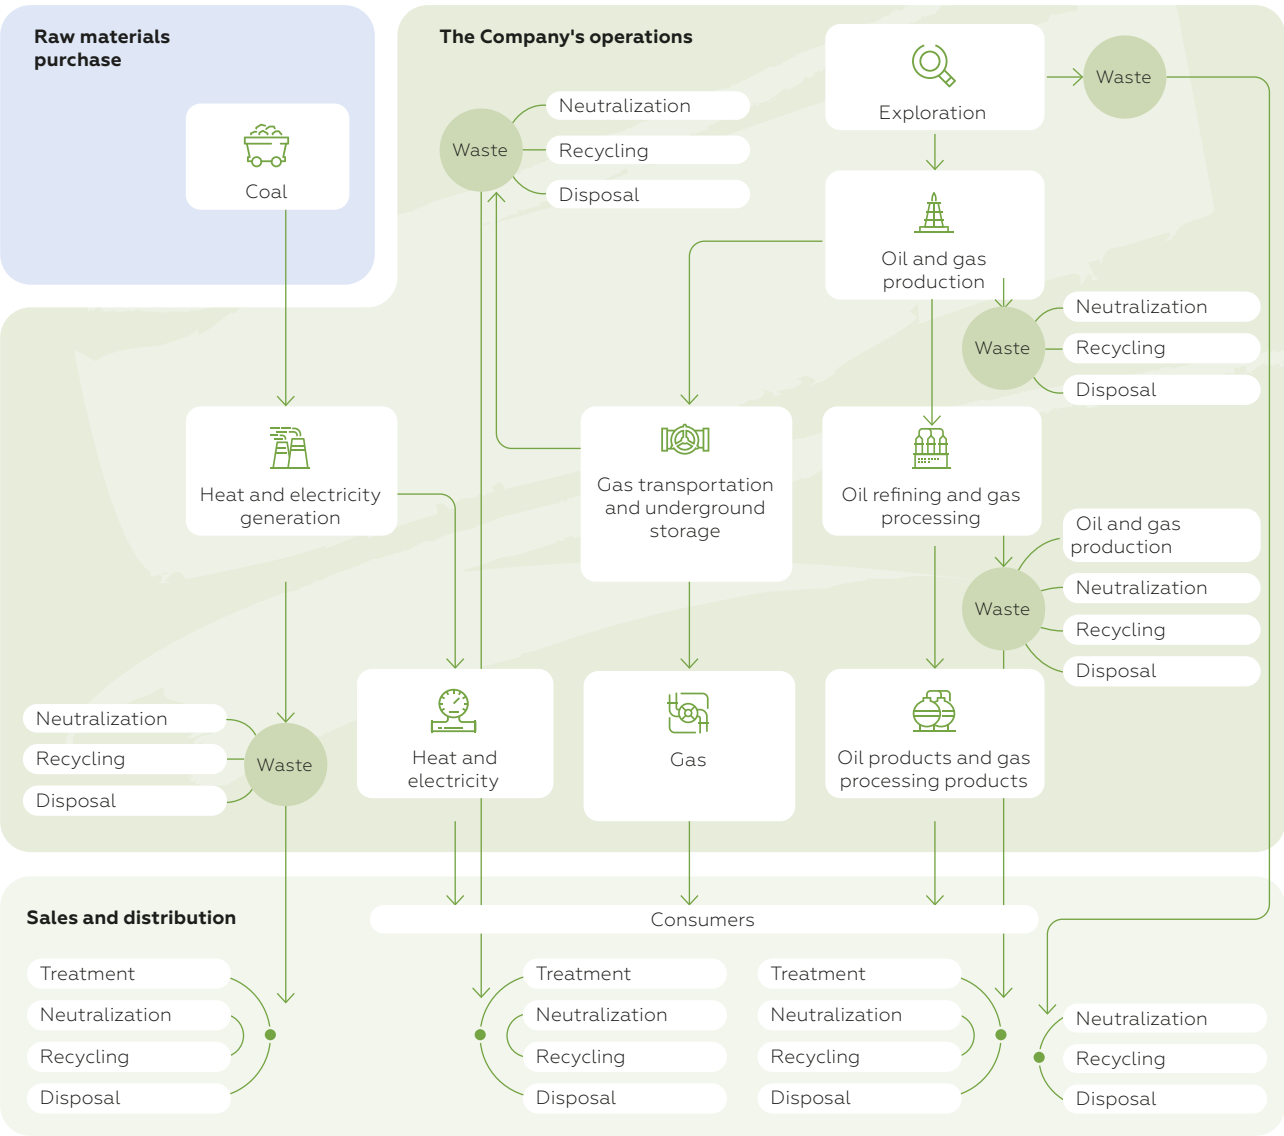 Raw materials
purchase
Coal
The Company's operations
Exploration
Waste
Waste
Neutralization
Recycling
Disposal
Oil and gas
production
Waste
Neutralization
Recycling
Disposal
Heat and electricity
generation
Gas transportation
and underground
storage
Oil refining and gas
processing
Waste
Oil and gas
production
Neutralization
Recycling
Disposal
Neutralization
Recycling
Disposal
Waste
Heat and
electricity
Gas
Oil products and gas
processing products
Sales and distribution
Consumers
Treatment
Neutralization
Recycling
Disposal
Treatment
Neutralization
Recycling
Disposal
Treatment
Neutralization
Recycling
Disposal
Neutralization
Recycling
Disposal